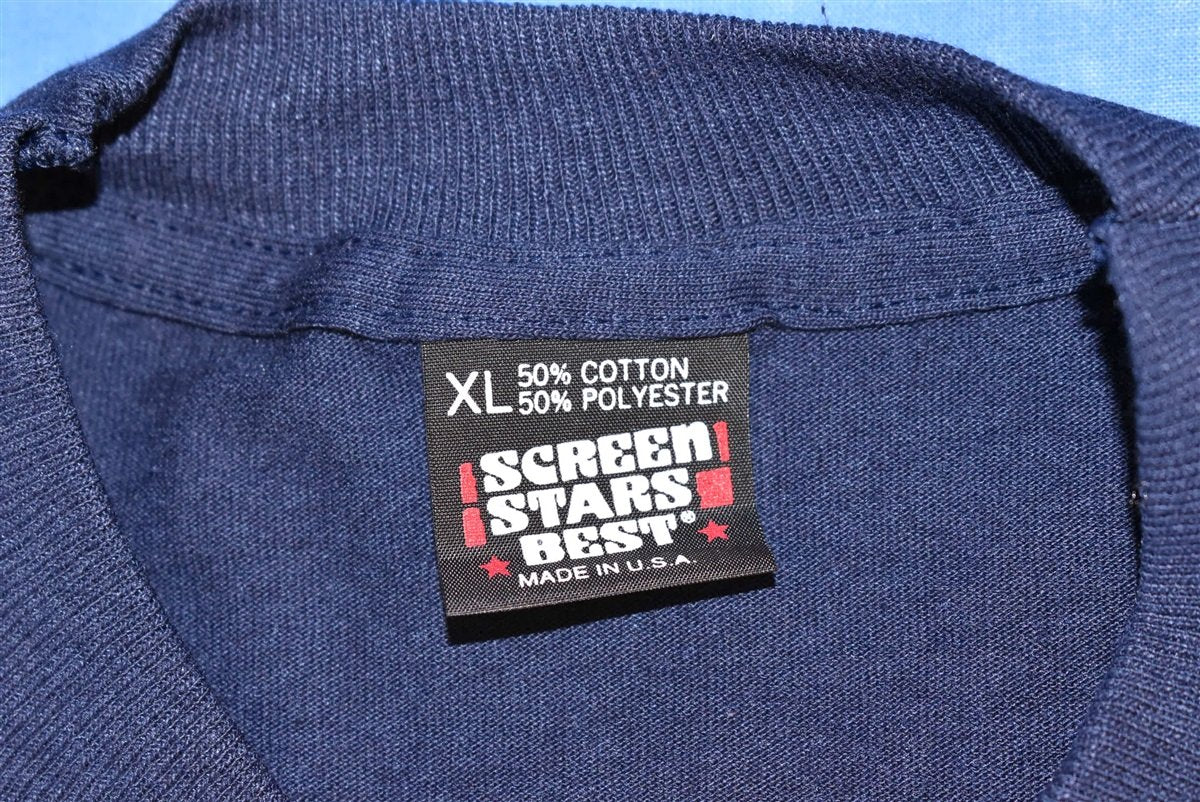 XL 50% COTTON
50% POLYESTER
SCREEN
STARS
BEST®
MADE IN U.S.A.